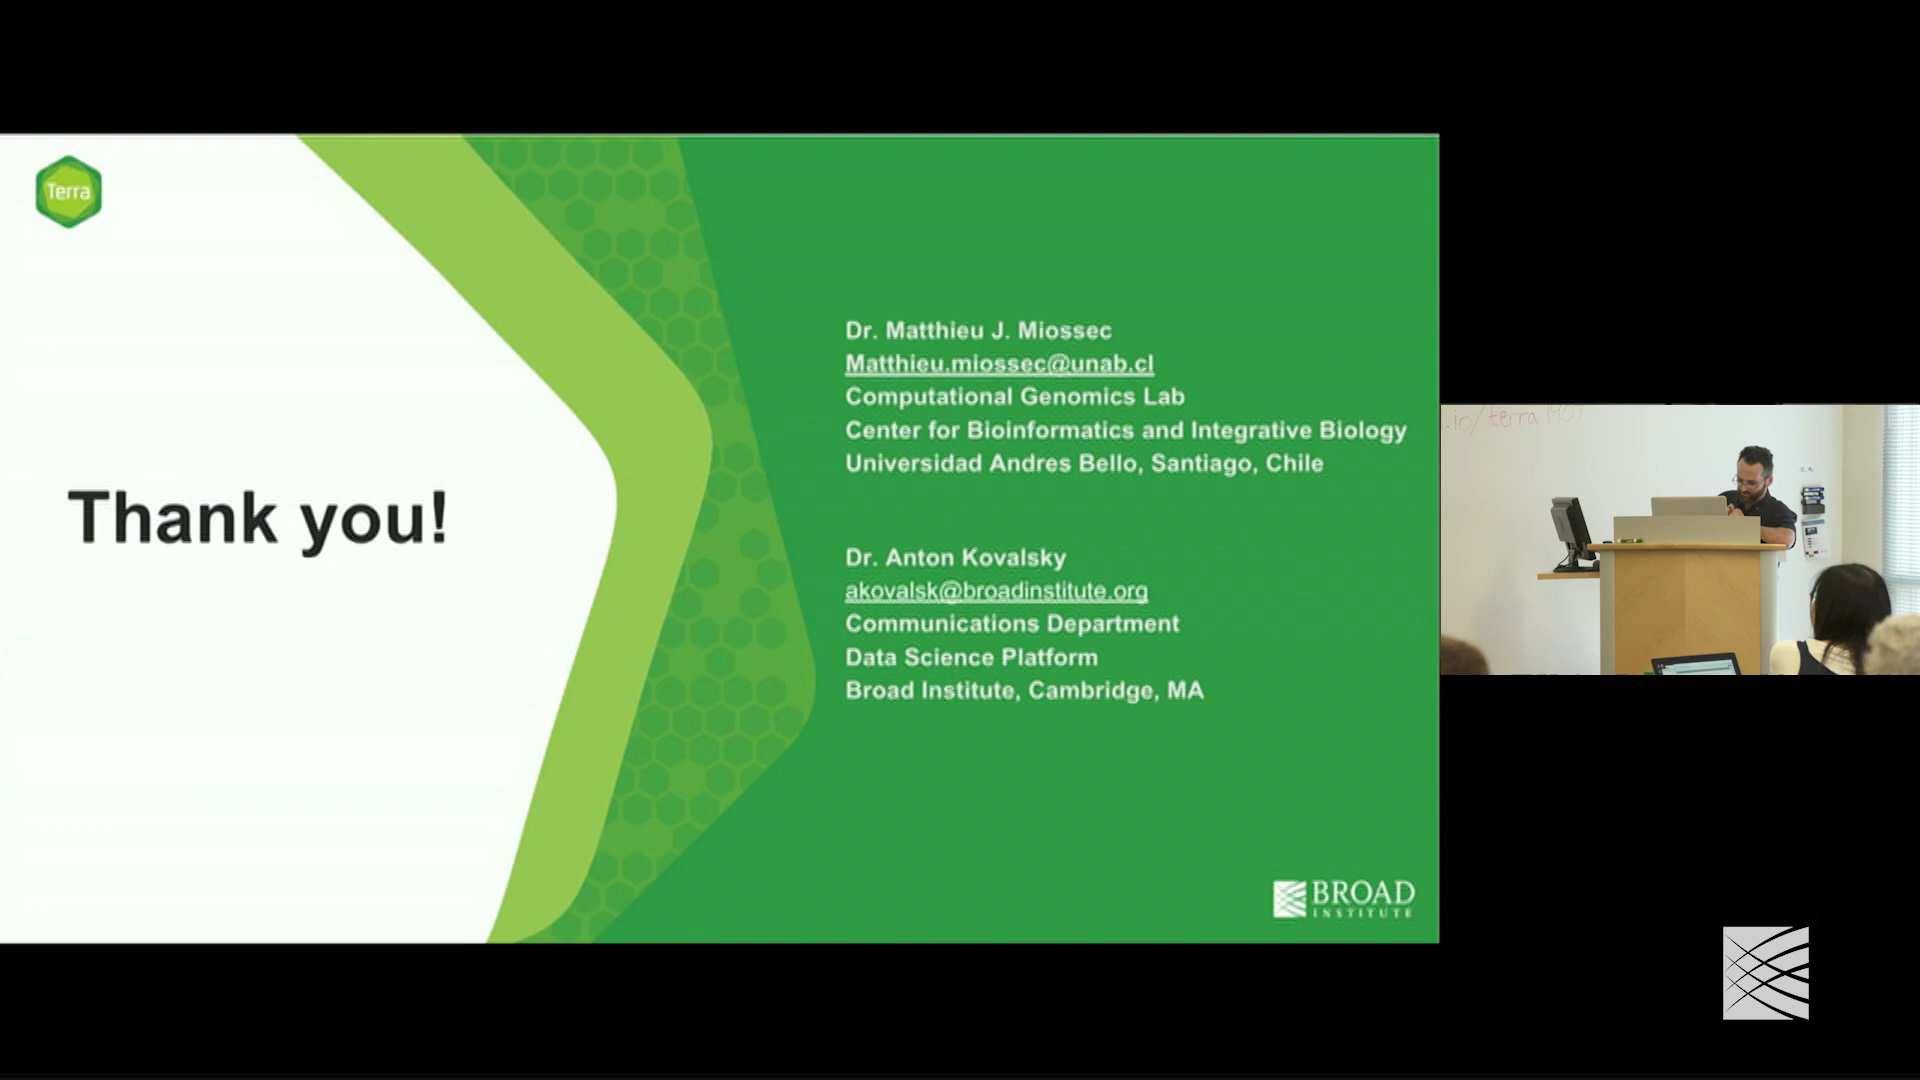 Terra
Thank you!
Dr. Matthieu J. Miossec
Matthieu.miossec@unab.cl
Computational Genomics Lab
Center for Bioinformatics and Integrative Biology
Universidad Andres Bello, Santiago, Chile
Dr. Anton Kovalsky
akovalsk@broadinstitute.org
Communications Department
Data Science Platform
Broad Institute, Cambridge, MA
BROAD
INSTITUTE
.io/terra1907